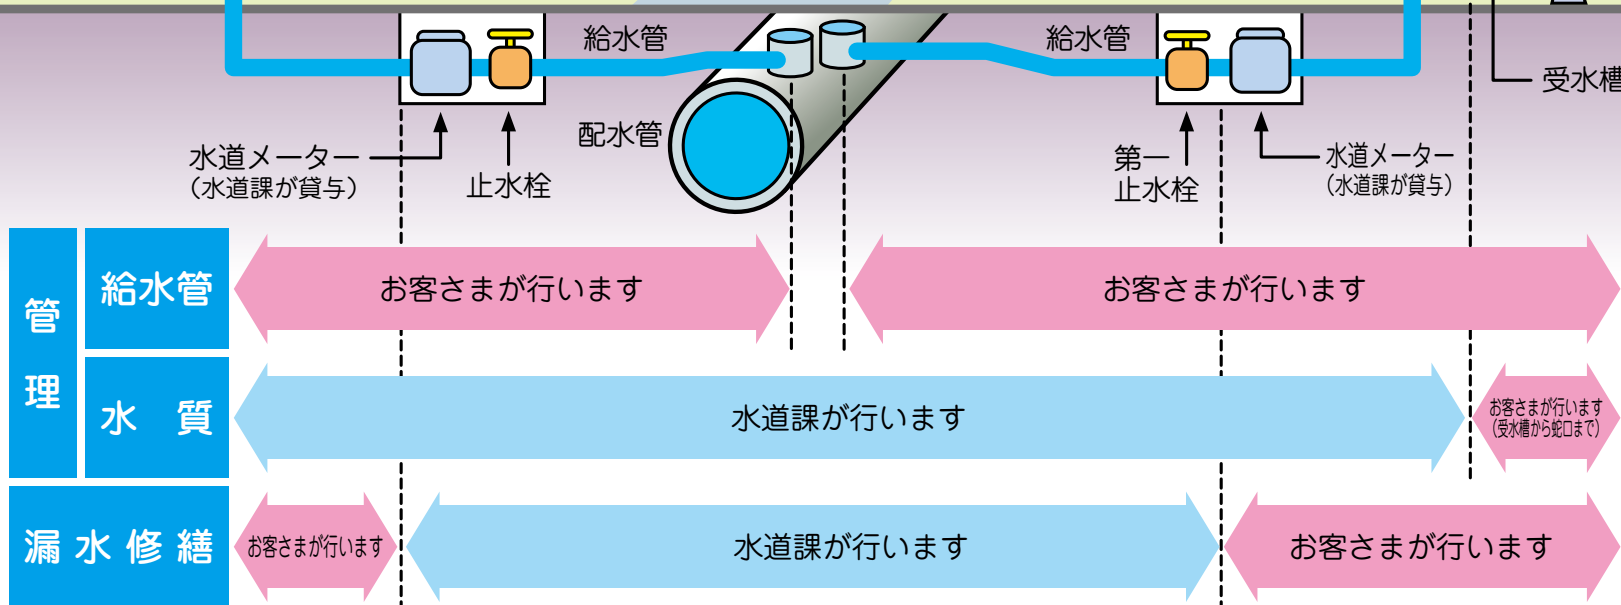 給水管
給水管
受水槽
配水管
水道メーター
（水道課が貸与）
止水栓
第一
止水栓
水道メーター
（水道課が貸与）
管理
給水管
お客さまが行います
お客さまが行います
水質
水道課が行います
お客さまが行います
（受水槽から蛇口まで）
漏水修繕
お客さまが行います
水道課が行います
お客さまが行います